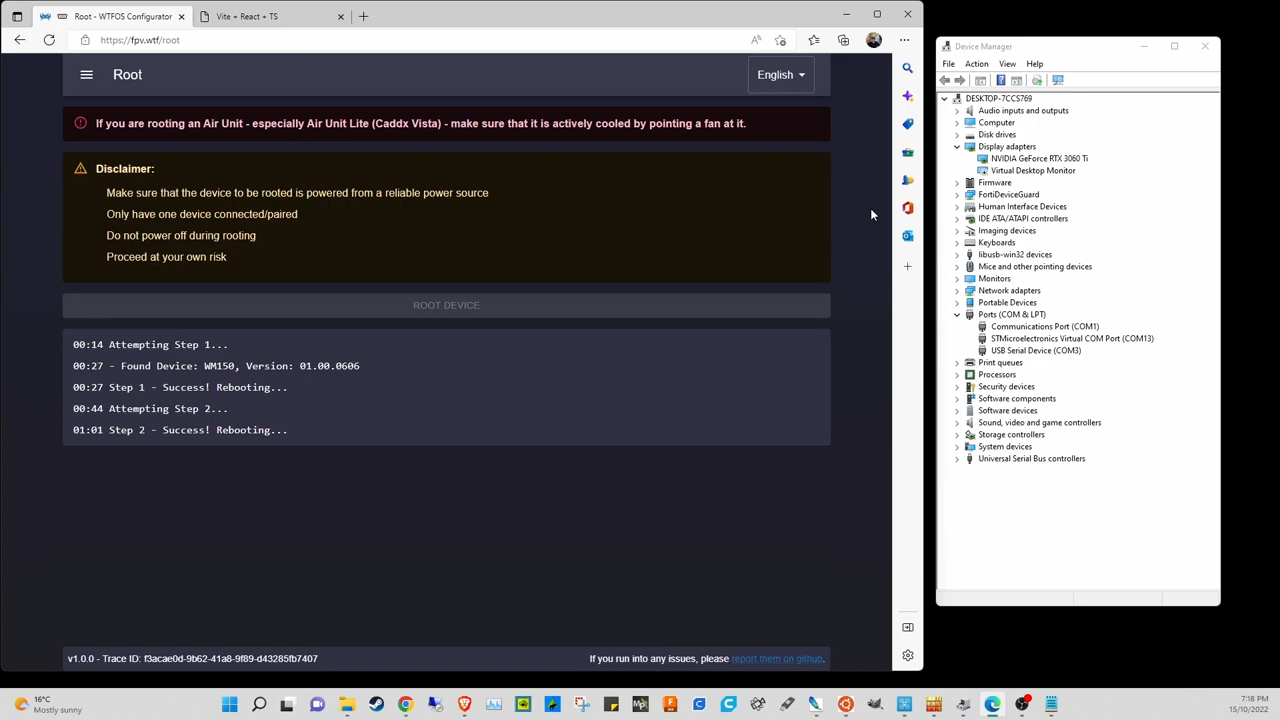 Root - WTFOS Configurator
Vite + React + TS
https://fpv.wtf/root
Root
English
If you are rooting an Air Unit - or an Air Unit Lite (Caddx Vista) - make sure that it is actively cooled by pointing a fan at it.
Disclaimer:
Make sure that the device to be rooted is powered from a reliable power source
Only have one device connected/turned on
Do not power off during rooting
Proceed at your own risk
ROOT DEVICE
00:14 Attempting Step 1...
00:27 - Found Device: WM150, Version: 01.00.0606
00:27 Step 1 - Success! Rebooting...
00:44 Attempting Step 2...
01:01 Step 2 - Success! Rebooting...
v1.0.0 - Trace ID:
If you run into any issues, please report them on github.
Device Manager
File Action View Help
DESKTOP-7CCS769
Audio inputs and outputs
Computer
Disk drives
Display adapters
NVIDIA GeForce RTX 3060 Ti
Virtual Desktop Monitor
Firmware
FortiDeviceGuard
Human Interface Devices
IDE ATA/ATAPI controllers
Imaging devices
Keyboards
libusb-win32 devices
Mice and other pointing devices
Monitors
Network adapters
Portable Devices
Ports (COM & LPT)
Communications Port (COM1)
STMicroelectronics Virtual COM Port (COM13)
USB Serial Device (COM3)
Print queues
Processors
Security devices
Software components
Software devices
Sound, video and game controllers
Storage controllers
System devices
Universal Serial Bus controllers
16°C
Mostly sunny
7:18 PM
15/10/2022